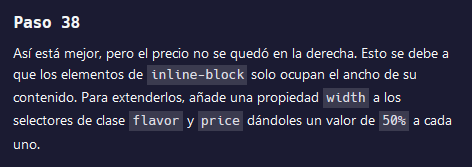 Paso 38
Así está mejor, pero el precio no se quedó en la derecha. Esto se debe a
que los elementos de inline-block solo ocupan el ancho de su
contenido. Para extenderlos, añade una propiedad width a los
selectores de clase flavor y price dándoles un valor de 50% a cada
uno.